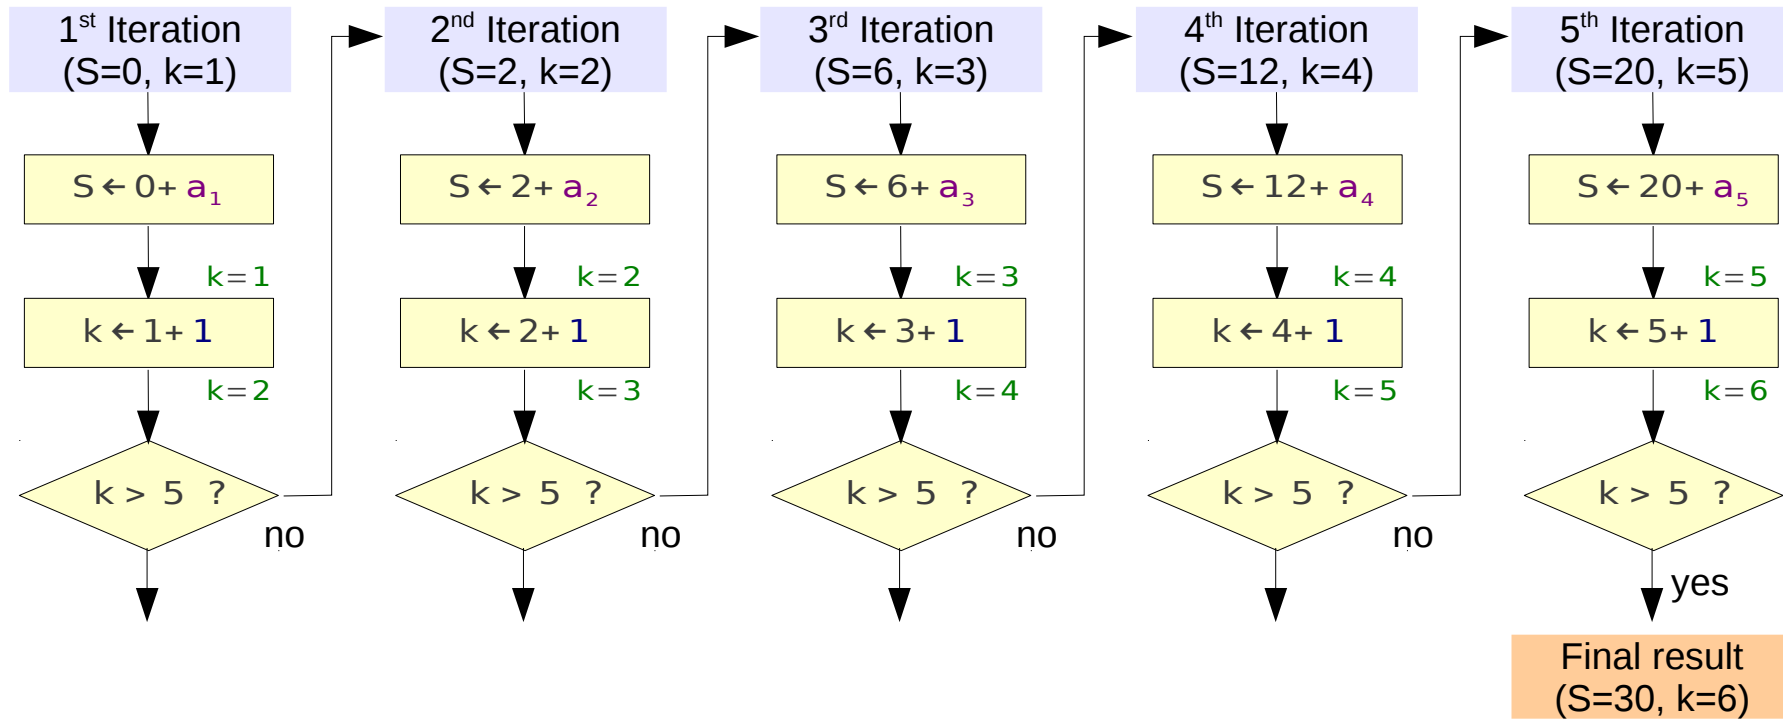 1st Iteration
(S=0, k=1)
S ← 0+ a1
k=1
k ← 1+ 1
k=2
k > 5 ?
no
2nd Iteration
(S=2, k=2)
S ← 2+ a2
k=2
k ← 2+ 1
k=3
k > 5 ?
no
3rd Iteration
(S=6, k=3)
S ← 6+ a3
k=3
k ← 3+ 1
k=4
k > 5 ?
no
4th Iteration
(S=12, k=4)
S ← 12+ a4
k=4
k ← 4+ 1
k=5
k > 5 ?
no
5th Iteration
(S=20, k=5)
S ← 20+ a5
k=5
k ← 5+ 1
k=6
k > 5 ?
yes
Final result
(S=30, k=6)